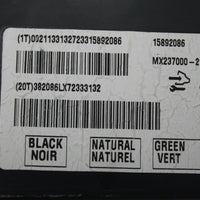 (1T)0021133132723315892086 15892086
MX237000-2
(20T)382086LX72333132
BLACK NATURAL GREEN
NOIR NATUREL VERT